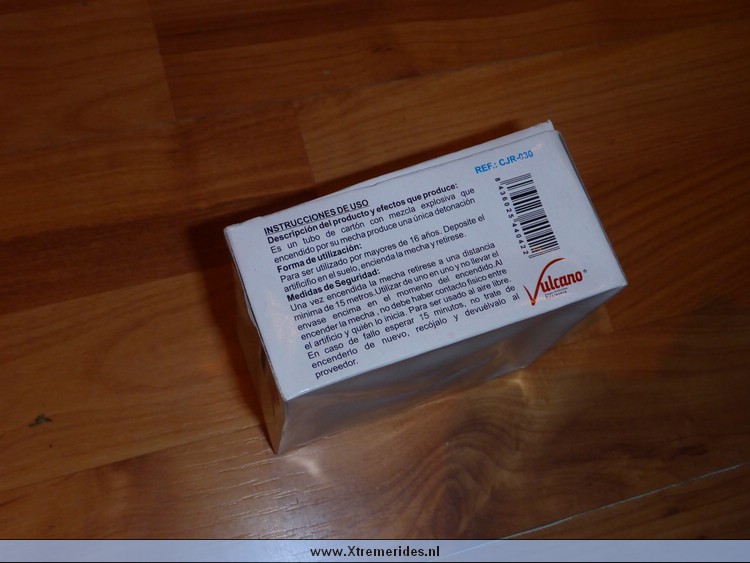 REF.: CJR-030
INSTRUCCIONES DE USO
Descripción del producto y efectos que produce:
Es un tubo de cartón con mezcla explosiva que
encendido por su mecha produce una única detonación
Forma de utilización:
Para ser utilizado por mayores de 16 años. Deposite el
artificifio en el suelo, encienda la mecha y retirese.
Medidas de Seguridad:
Una vez encendida la mecha retirese a una distancia
minima de 15 metros.Utilizar de uno en uno y no llevar el
envase encima en el momento del encendido.Al
encender la mecha , no debe haber contacto fisico entre
el artificio y quién lo inicia. Para ser usado al aire libre.
En caso de fallo esperar 15 minutos, no trate de
encenderlo de nuevo, recójalo y devuélvalo al
proveedor.
8436025440422
Vulcano®
www.Xtremerides.nl